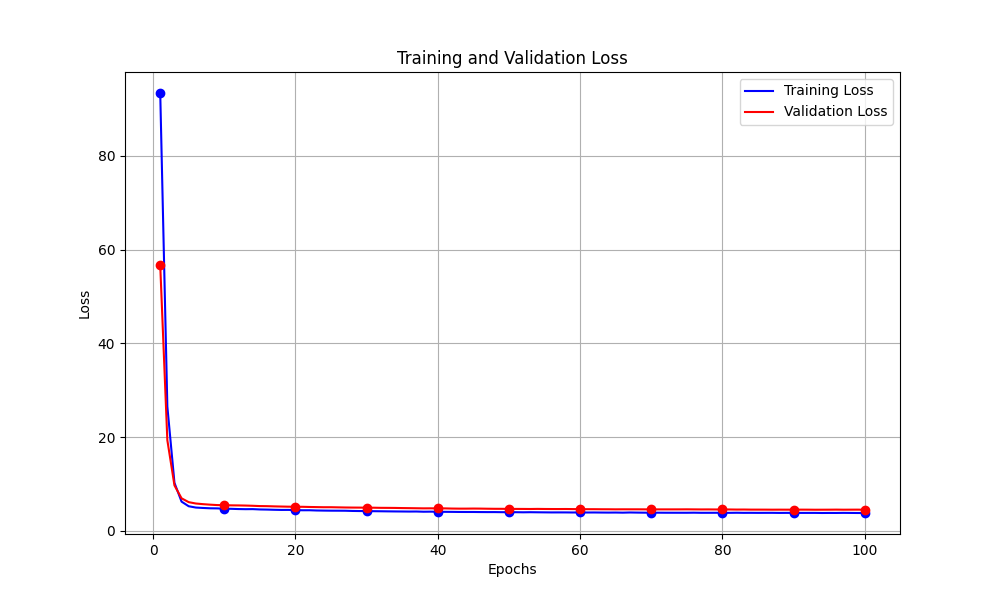 Training and Validation Loss
Training Loss
Validation Loss
80
60
40
20
0
Loss
0 20 40 60 80 100
Epochs